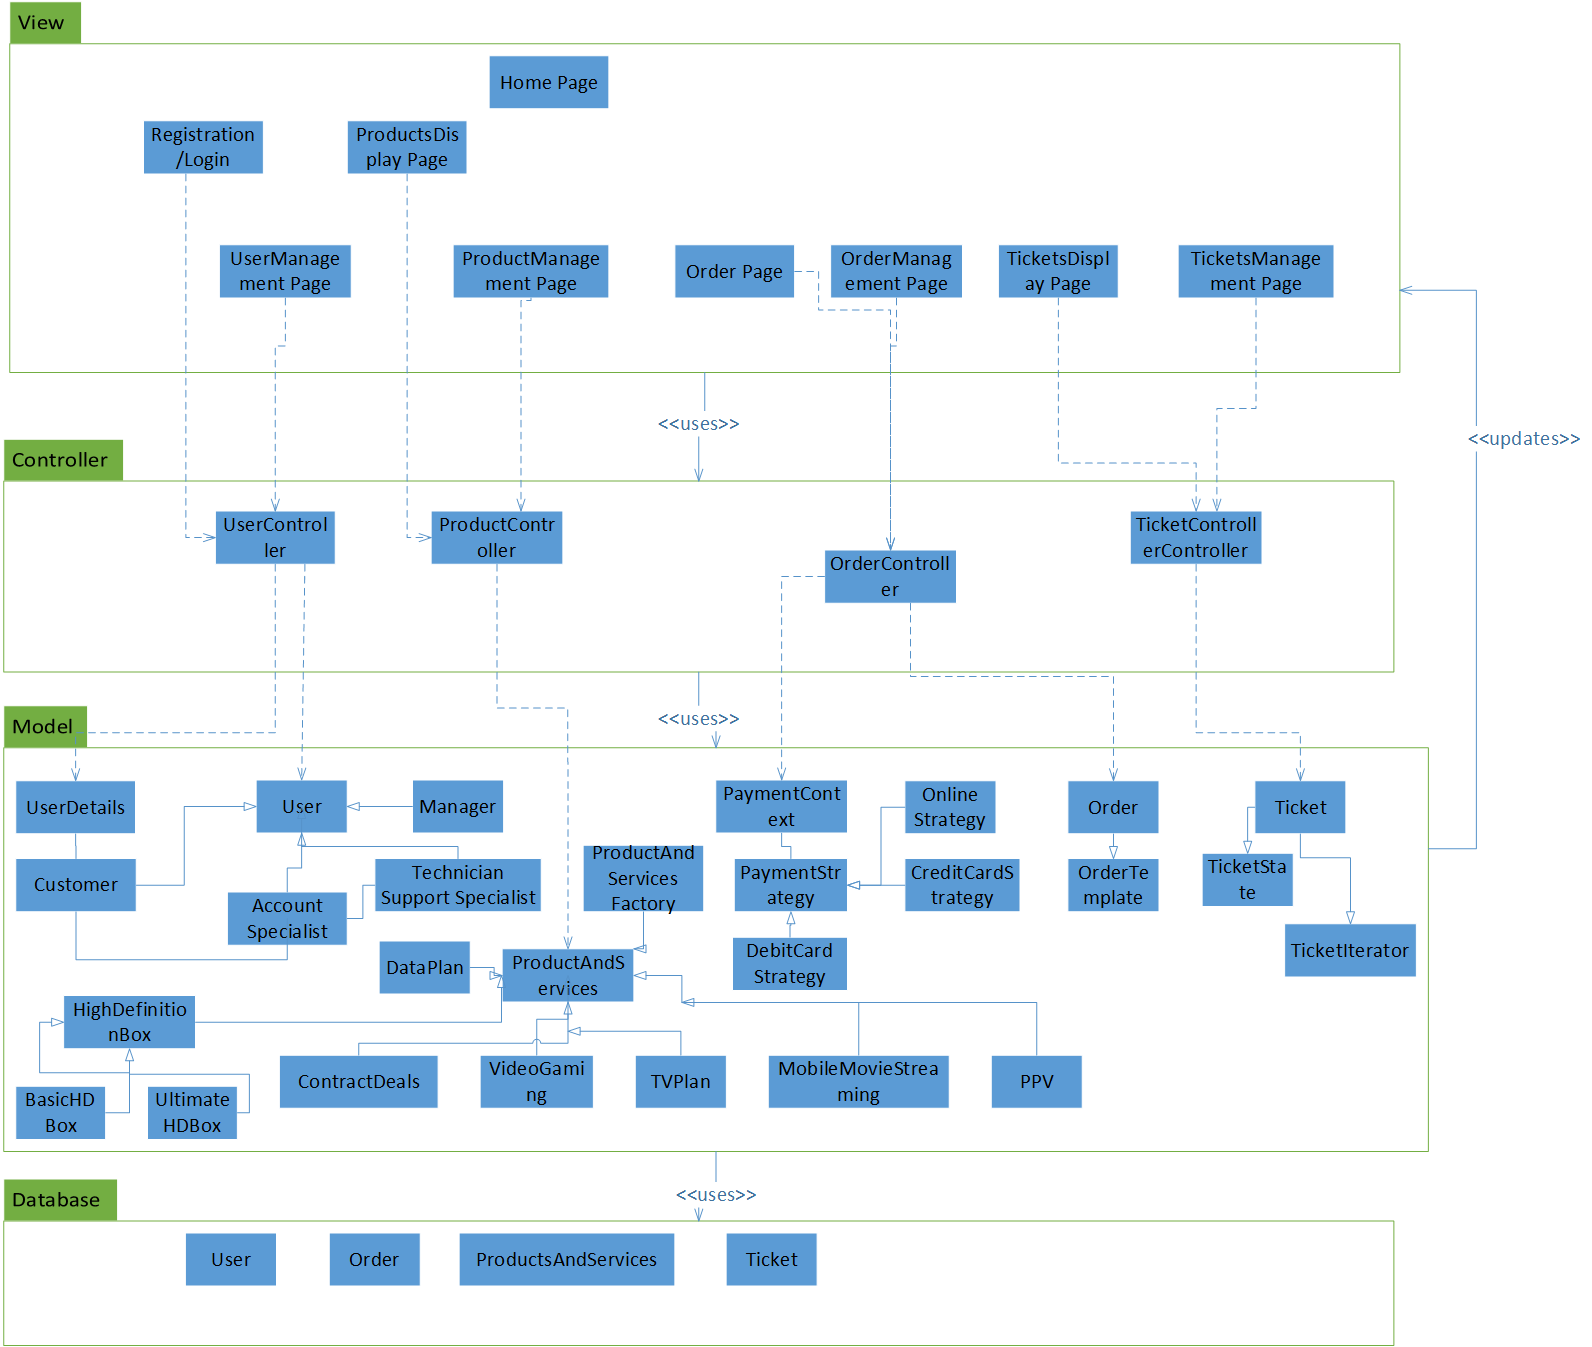 View
Home Page
Registration
/Login
ProductsDis
play Page
UserManage
ment Page
ProductManage
ment Page
Order Page
OrderManag
ement Page
TicketsDispl
ay Page
TicketsManage
ment Page
<<uses>>
<<updates>>
Controller
UserControl
ler
ProductContr
oller
OrderControll
er
TicketControll
erController
<<uses>>
Model
UserDetails
User
Manager
PaymentCont
ext
Online
Strategy
Order
Ticket
Customer
Account
Specialist
Technician
Support Specialist
ProductAnd
Services
Factory
PaymentStr
ategy
CreditCardS
trategy
OrderTe
mplate
TicketSta
te
DataPlan
ProductAndS
ervices
DebitCard
Strategy
TicketIterator
HighDefinitio
nBox
ContractDeals
VideoGami
ng
TVPlan
MobileMovieStrea
ming
PPV
BasicHD
Box
Ultimate
HDBox
<<uses>>
Database
User
Order
ProductsAndServices
Ticket